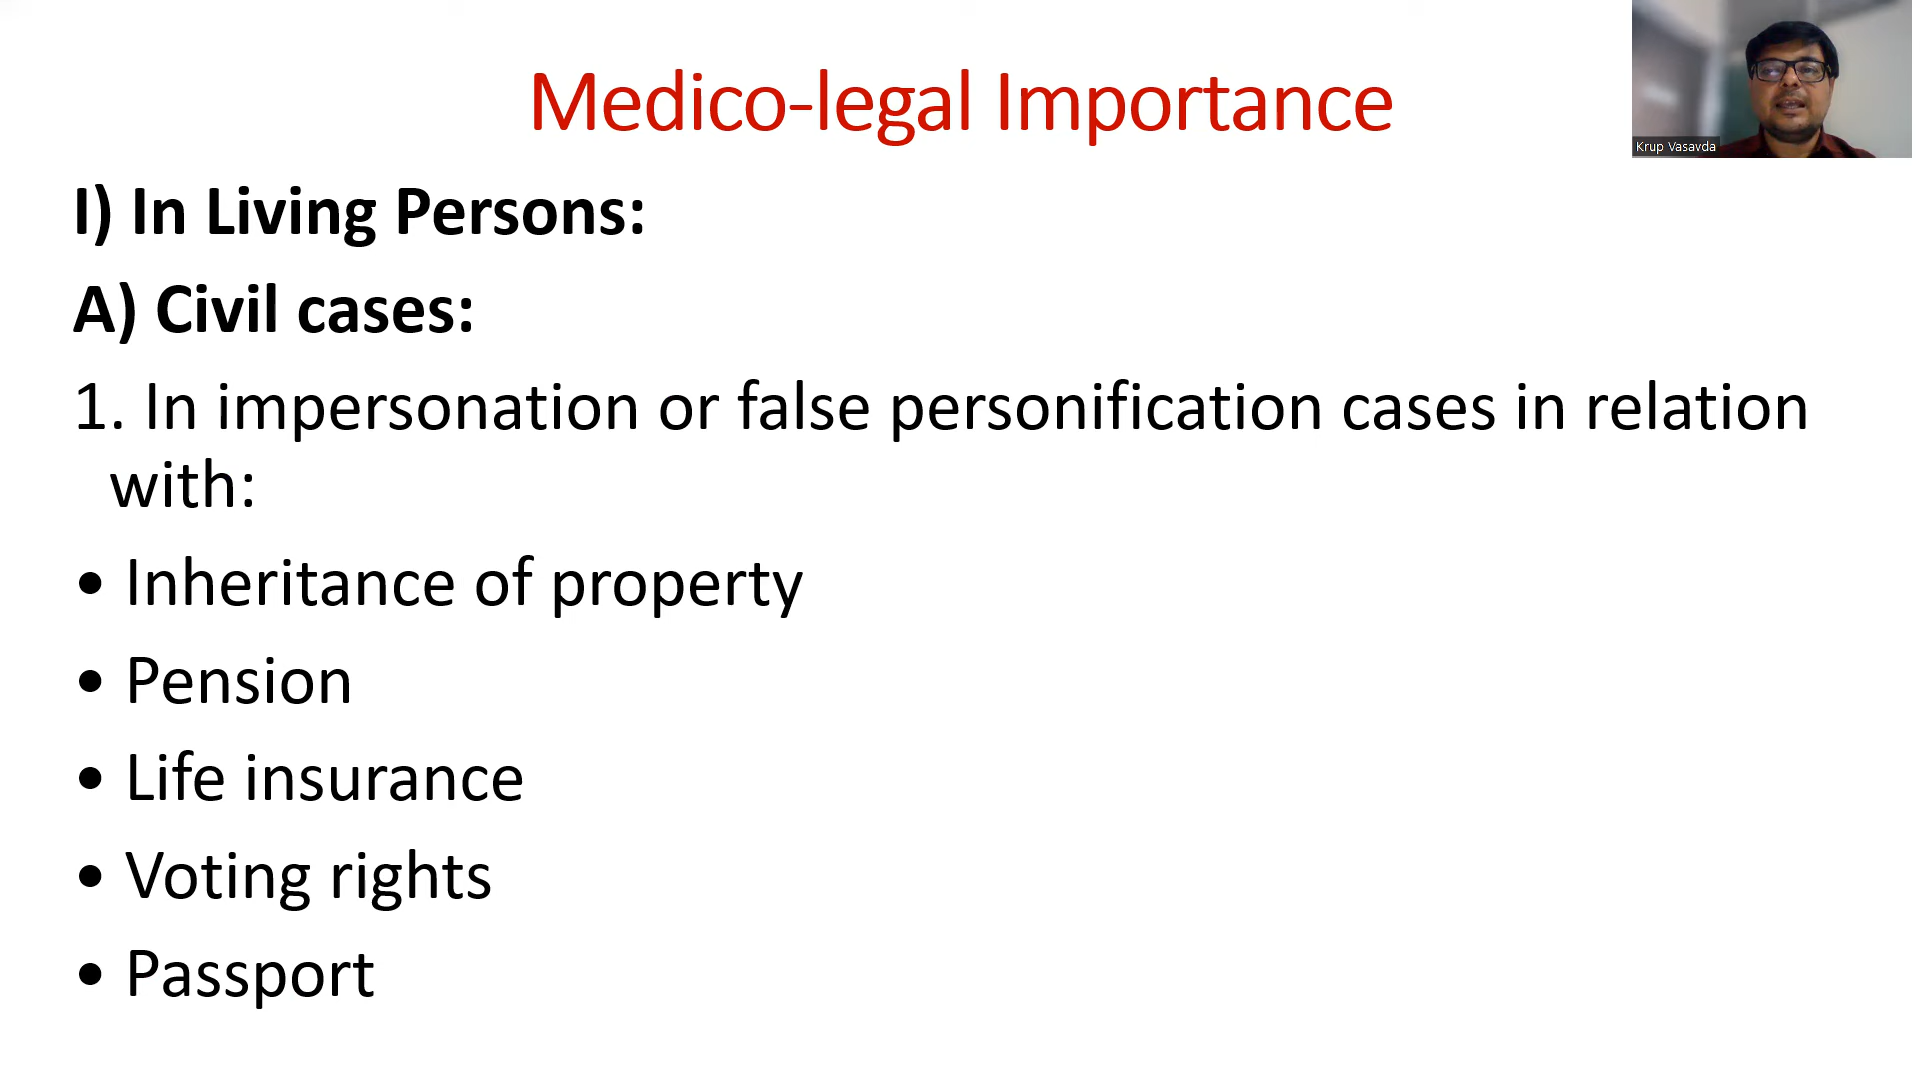 Medico-legal Importance
Krup Vasavda
I) In Living Persons:
A) Civil cases:
1. In impersonation or false personification cases in relation
with:
• Inheritance of property
• Pension
• Life insurance
• Voting rights
• Passport